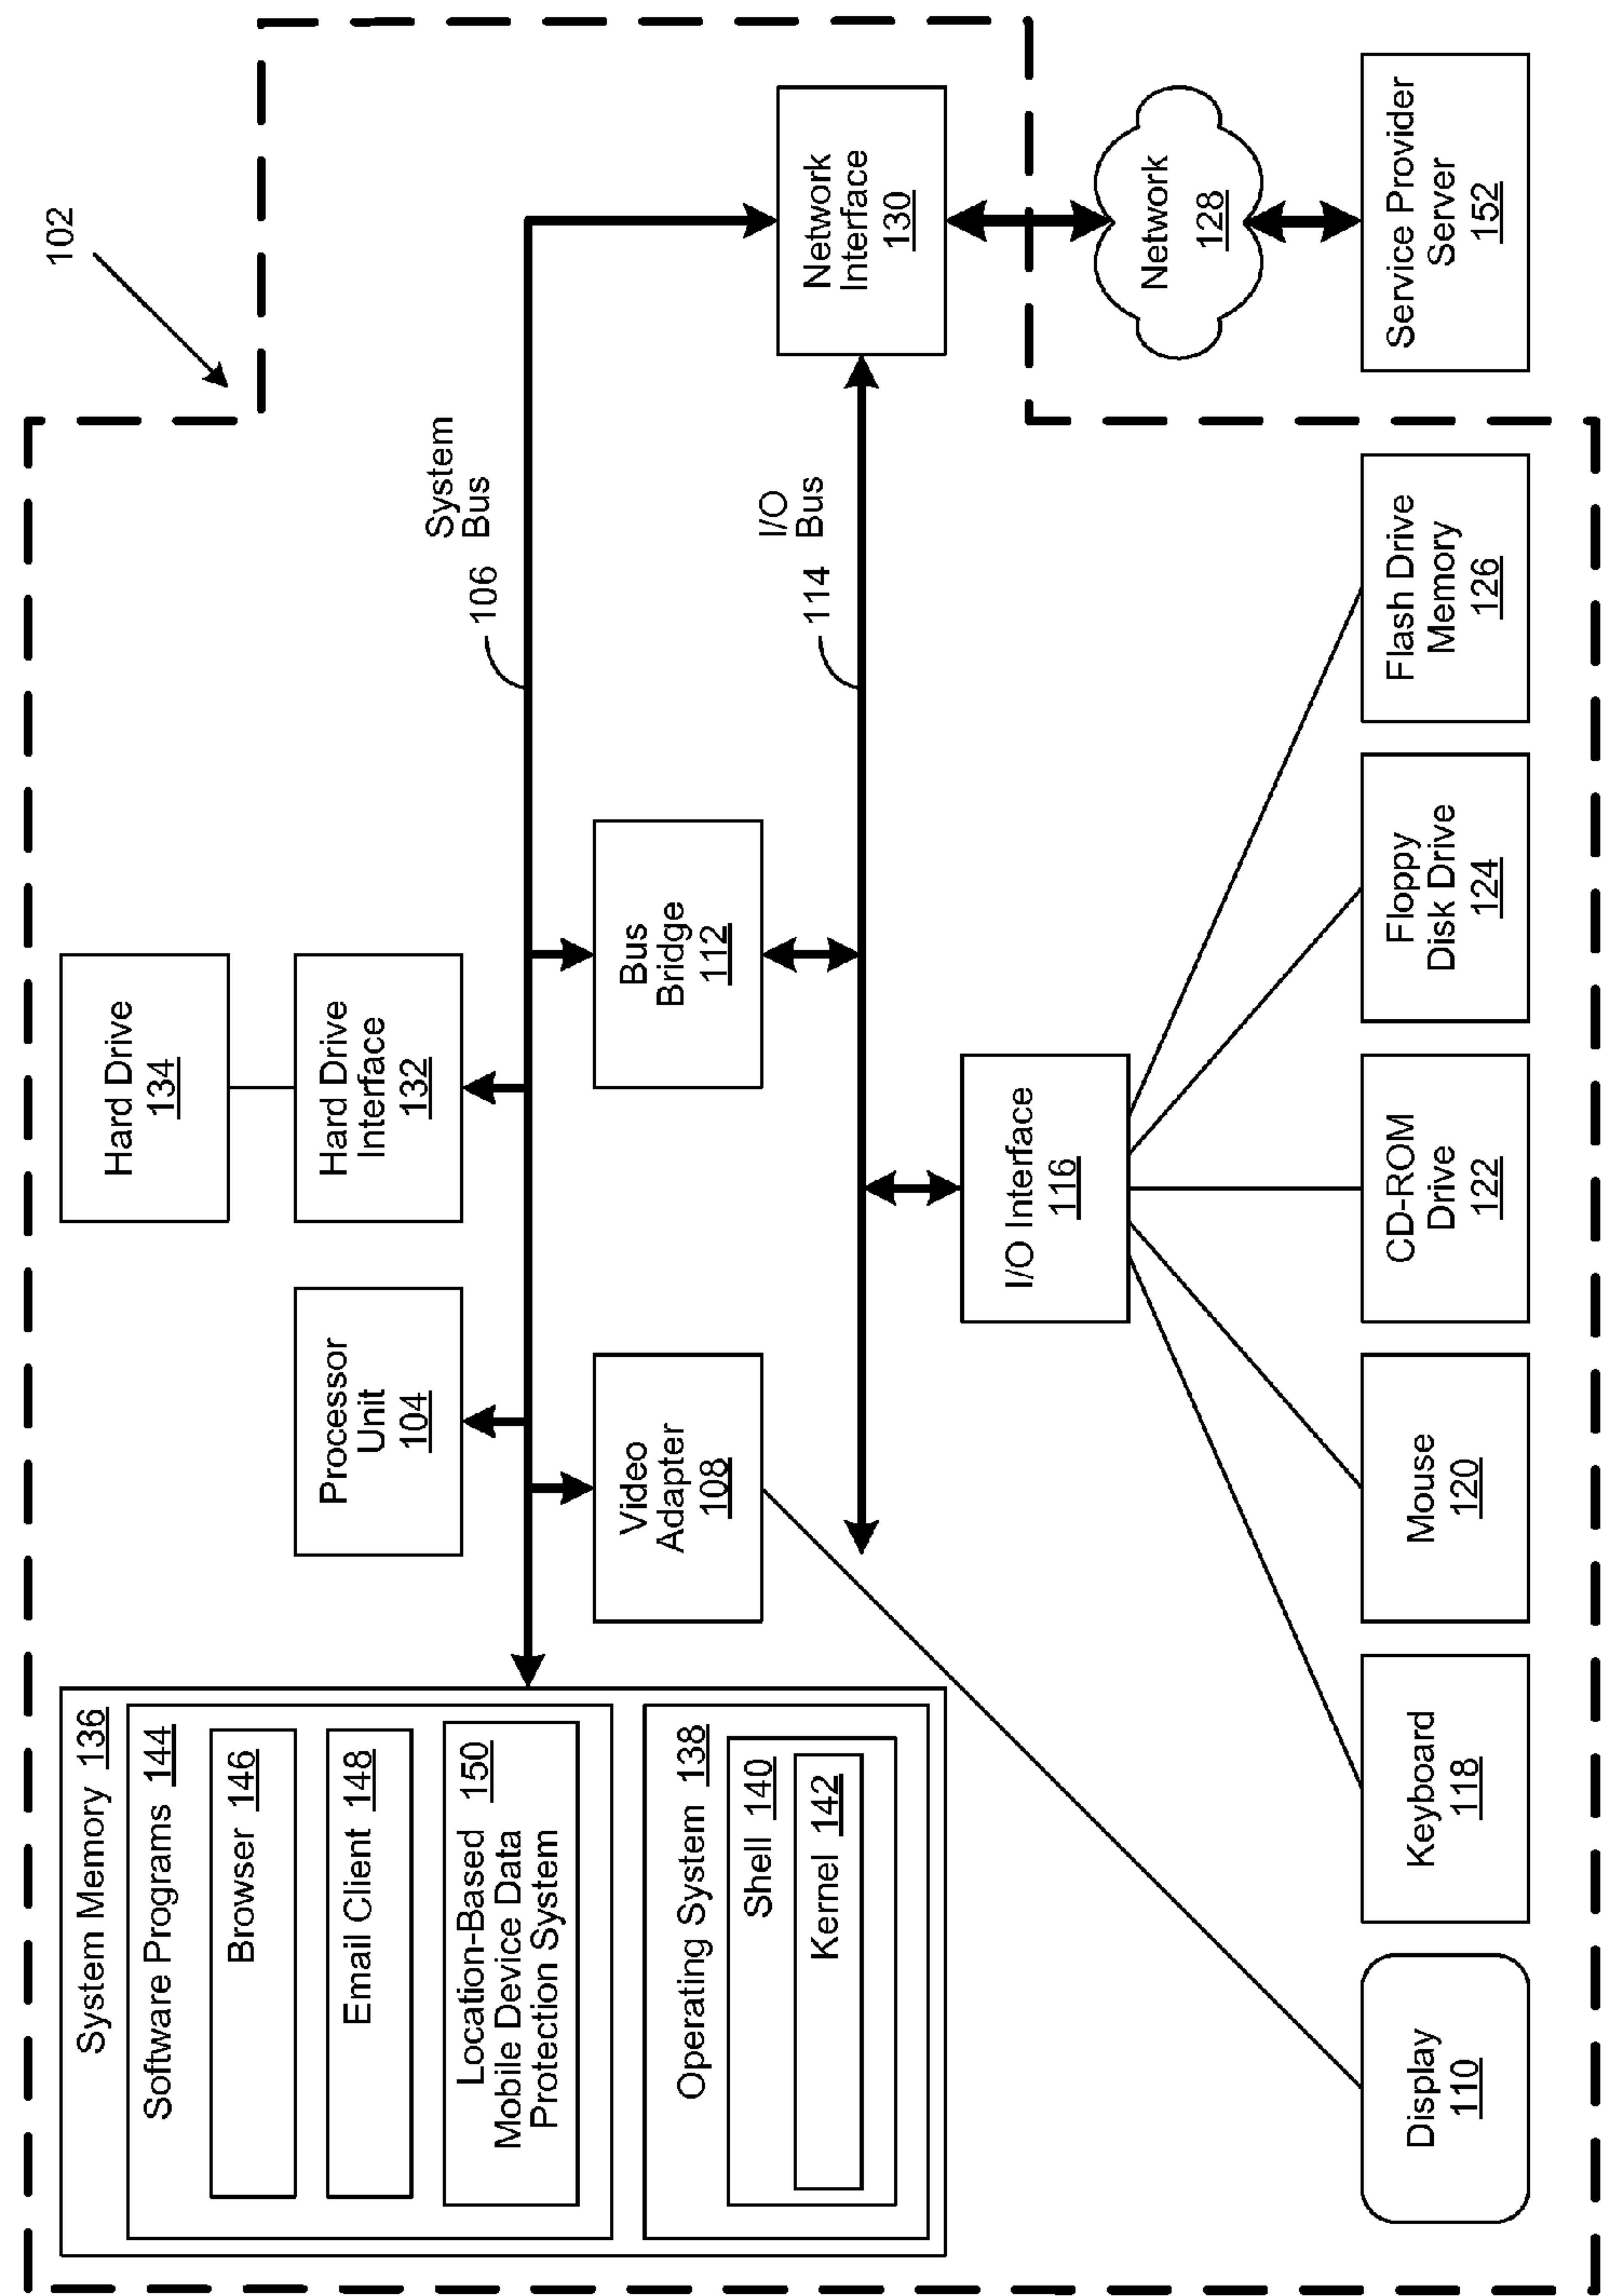 102
System Memory 136
Software Programs 144
Browser 146
Email Client 148
Location-Based 150
Mobile Device Data
Protection System
Operating System 138
Shell 140
Kernel 142
Hard Drive
134
Processor
Unit
104
Hard Drive
Interface
132
106
System
Bus
Video
Adapter
108
Bus
Bridge
112
114
I/O
Bus
Network
Interface
130
I/O Interface
116
Network
128
Display
110
Keyboard
118
Mouse
120
CD-ROM
Drive
122
Floppy
Disk Drive
124
Flash Drive
Memory
126
Service Provider
Server
152